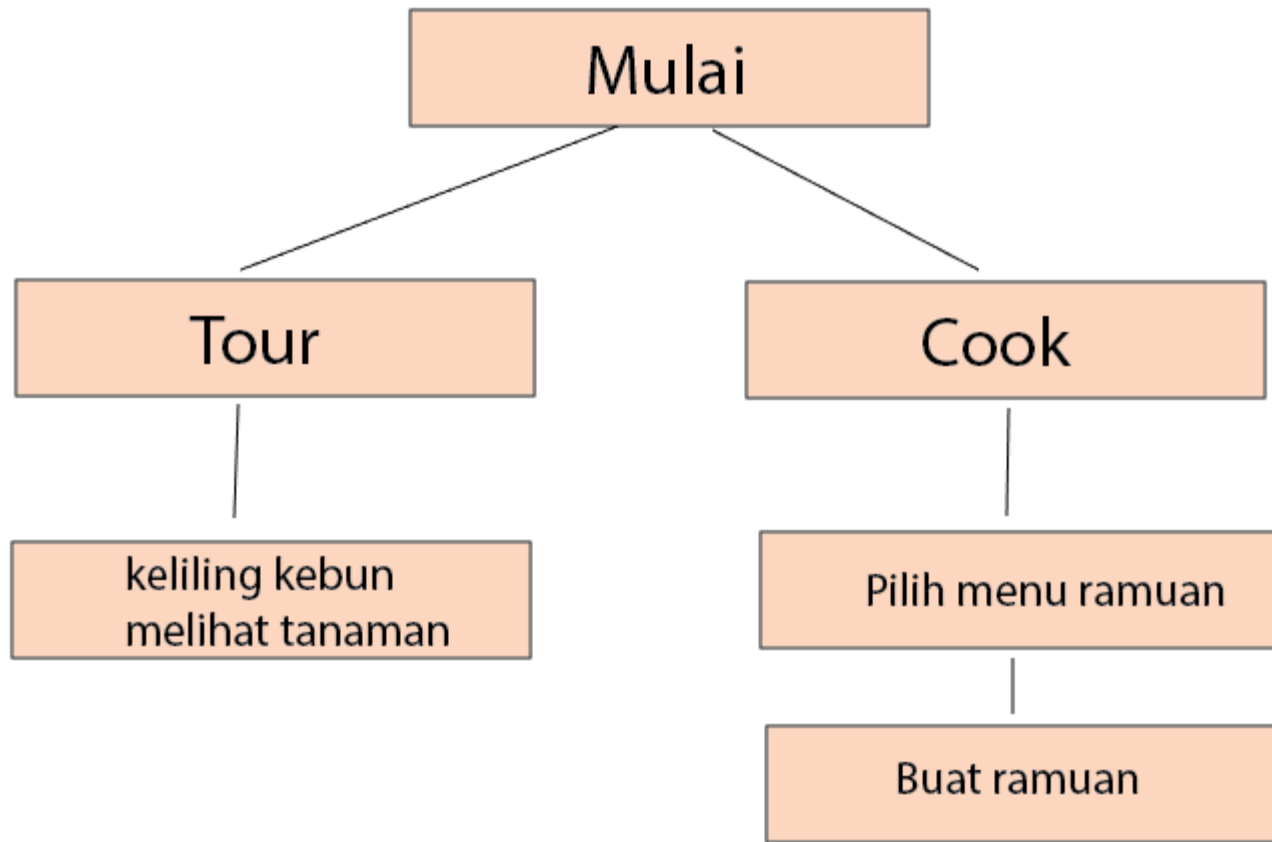 Mulai
Tour
Cook
keliling kebun
melihat tanaman
Pilih menu ramuan
Buat ramuan